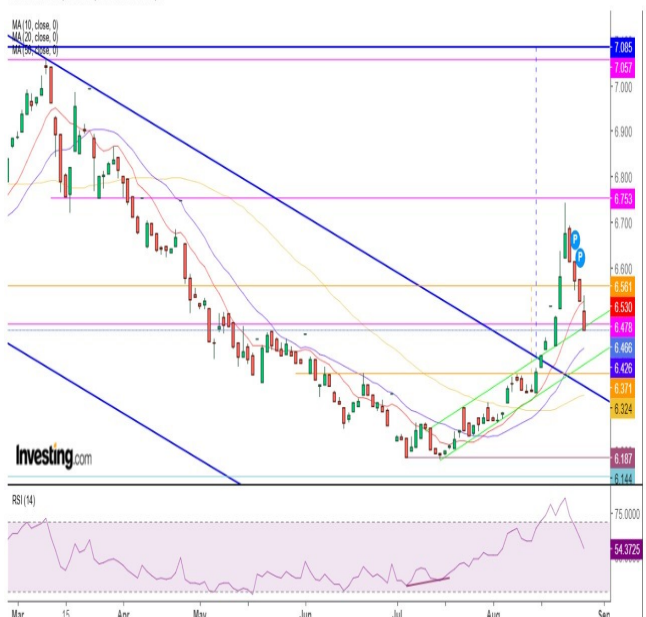 MA (10, close, 0)
MA (20, close, 0)
MA (50, close, 0)
7.085
7.057
7.000
6.900
6.800
6.753
6.700
6.600
6.561
6.530
6.478
6.466
6.426
6.371
6.324
6.187
6.144
P
P
Investing.com
RSI (14)
75.0000
54.3725
Mar
15
Apr
May
Jun
Jul
Aug
Sep